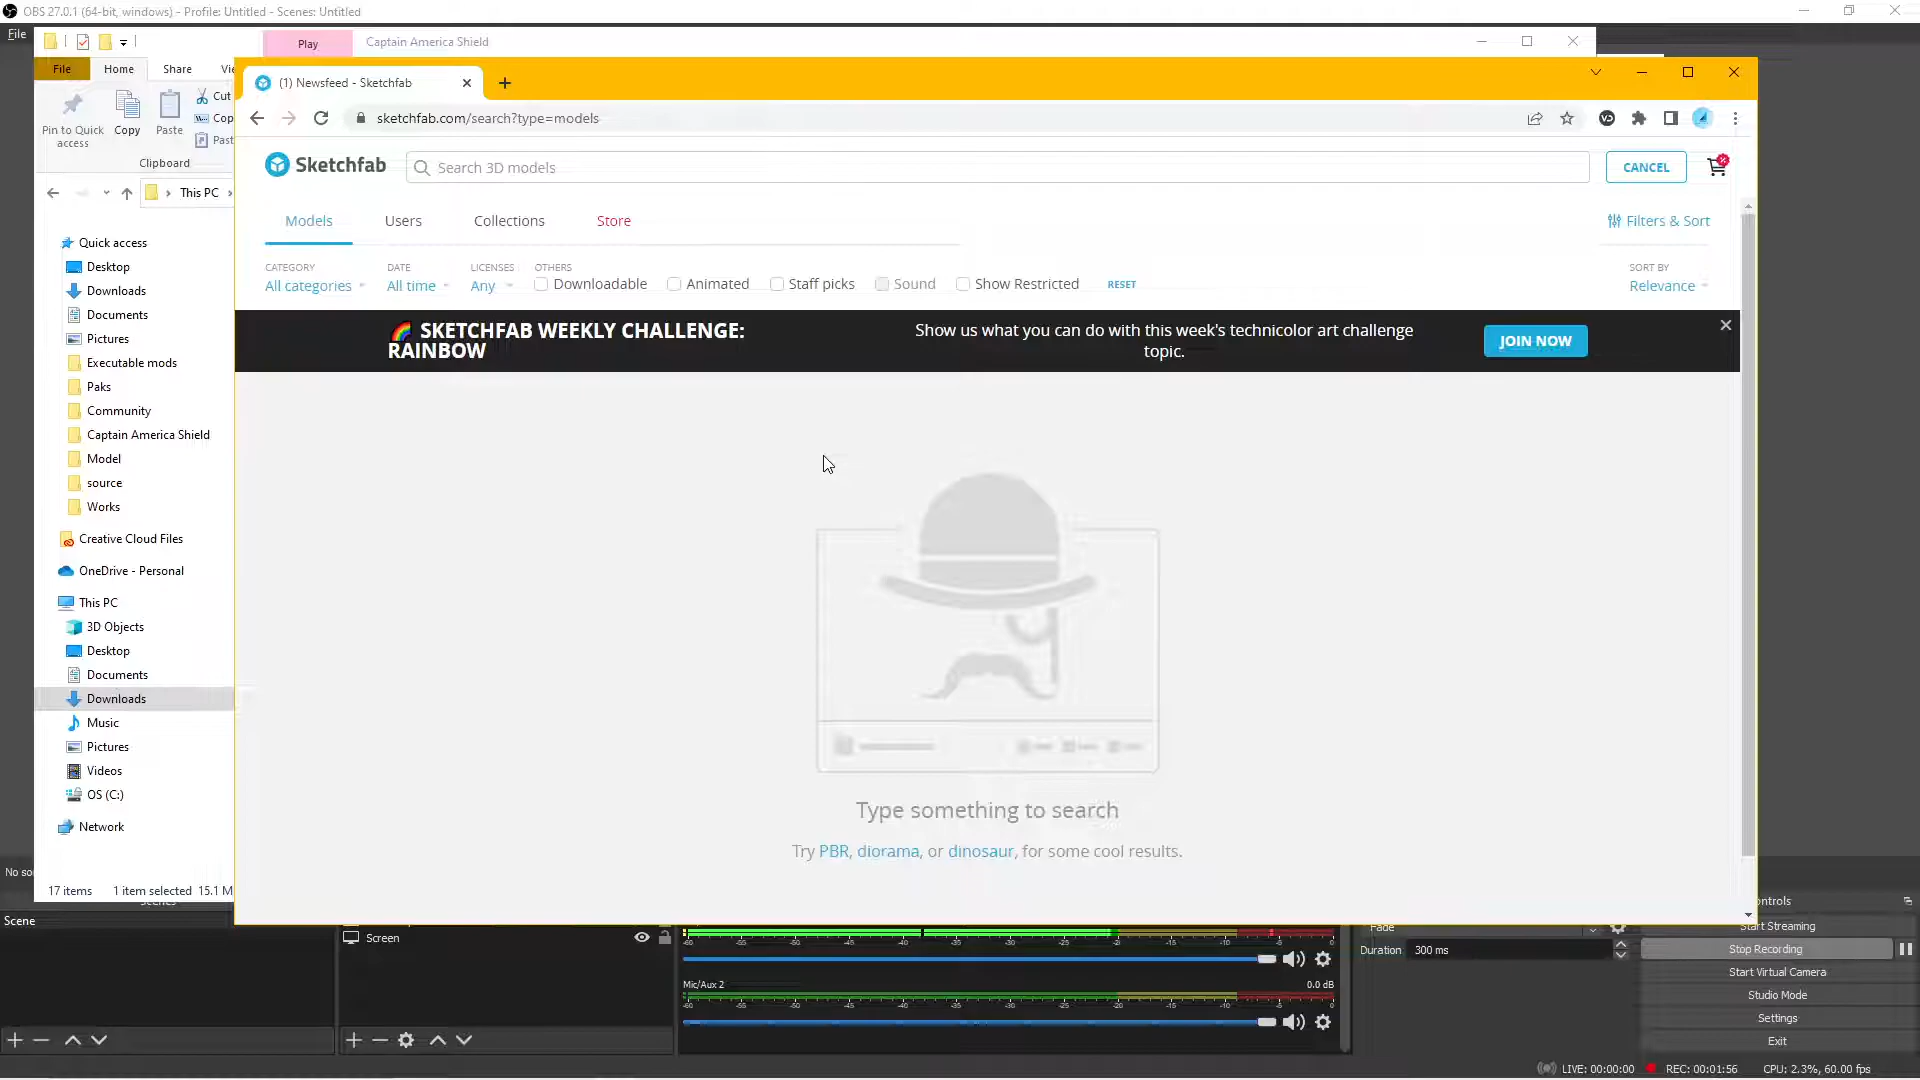 OBS 27.0.1 (64-bit, windows) - Profile: Untitled - Scenes: Untitled
File
Play
Captain America Shield
File
Home
Share
Cut
Pin to Quick access
Copy
Paste
Clipboard
This PC
Quick access
Desktop
Downloads
Documents
Pictures
Executable mods
Paks
Community
Captain America Shield
Model
source
Works
Creative Cloud Files
OneDrive - Personal
This PC
3D Objects
Desktop
Documents
Downloads
Music
Pictures
Videos
OS (C:)
Network
17 items
1 item selected
15.1 M
(1) Newsfeed - Sketchfab
sketchfab.com/search?type=models
Sketchfab
Search 3D models
CANCEL
Models
Users
Collections
Store
Filters & Sort
CATEGORY
DATE
LICENSES
OTHERS
SORT BY
All categories
All time
Any
Downloadable
Animated
Staff picks
Sound
Show Restricted
RESET
Relevance
SKETCHFAB WEEKLY CHALLENGE:
RAINBOW
Show us what you can do with this week's technicolor art challenge
topic.
JOIN NOW
Type something to search
Try PBR, diorama, or dinosaur, for some cool results.
Scene
Screen
Mic/Aux 2
0.0 dB
Fade
Duration
300 ms
ontrols
Start Streaming
Stop Recording
Start Virtual Camera
Studio Mode
Settings
Exit
LIVE: 00:00:00
REC: 00:01:56
CPU: 2.3%, 60.00 fps